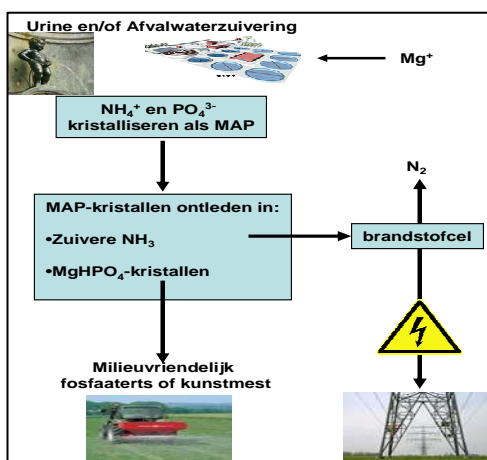 Urine en/of Afvalwaterzuivering
Mg⁺
NH₄⁺ en PO₄³⁻
kristalliseren als MAP
N₂
MAP-kristallen ontleden in:
•Zuivere NH₃
brandstofcel
•MgHPO₄-kristallen
Milieuvriendelijk
fosfaaterts of kunstmest